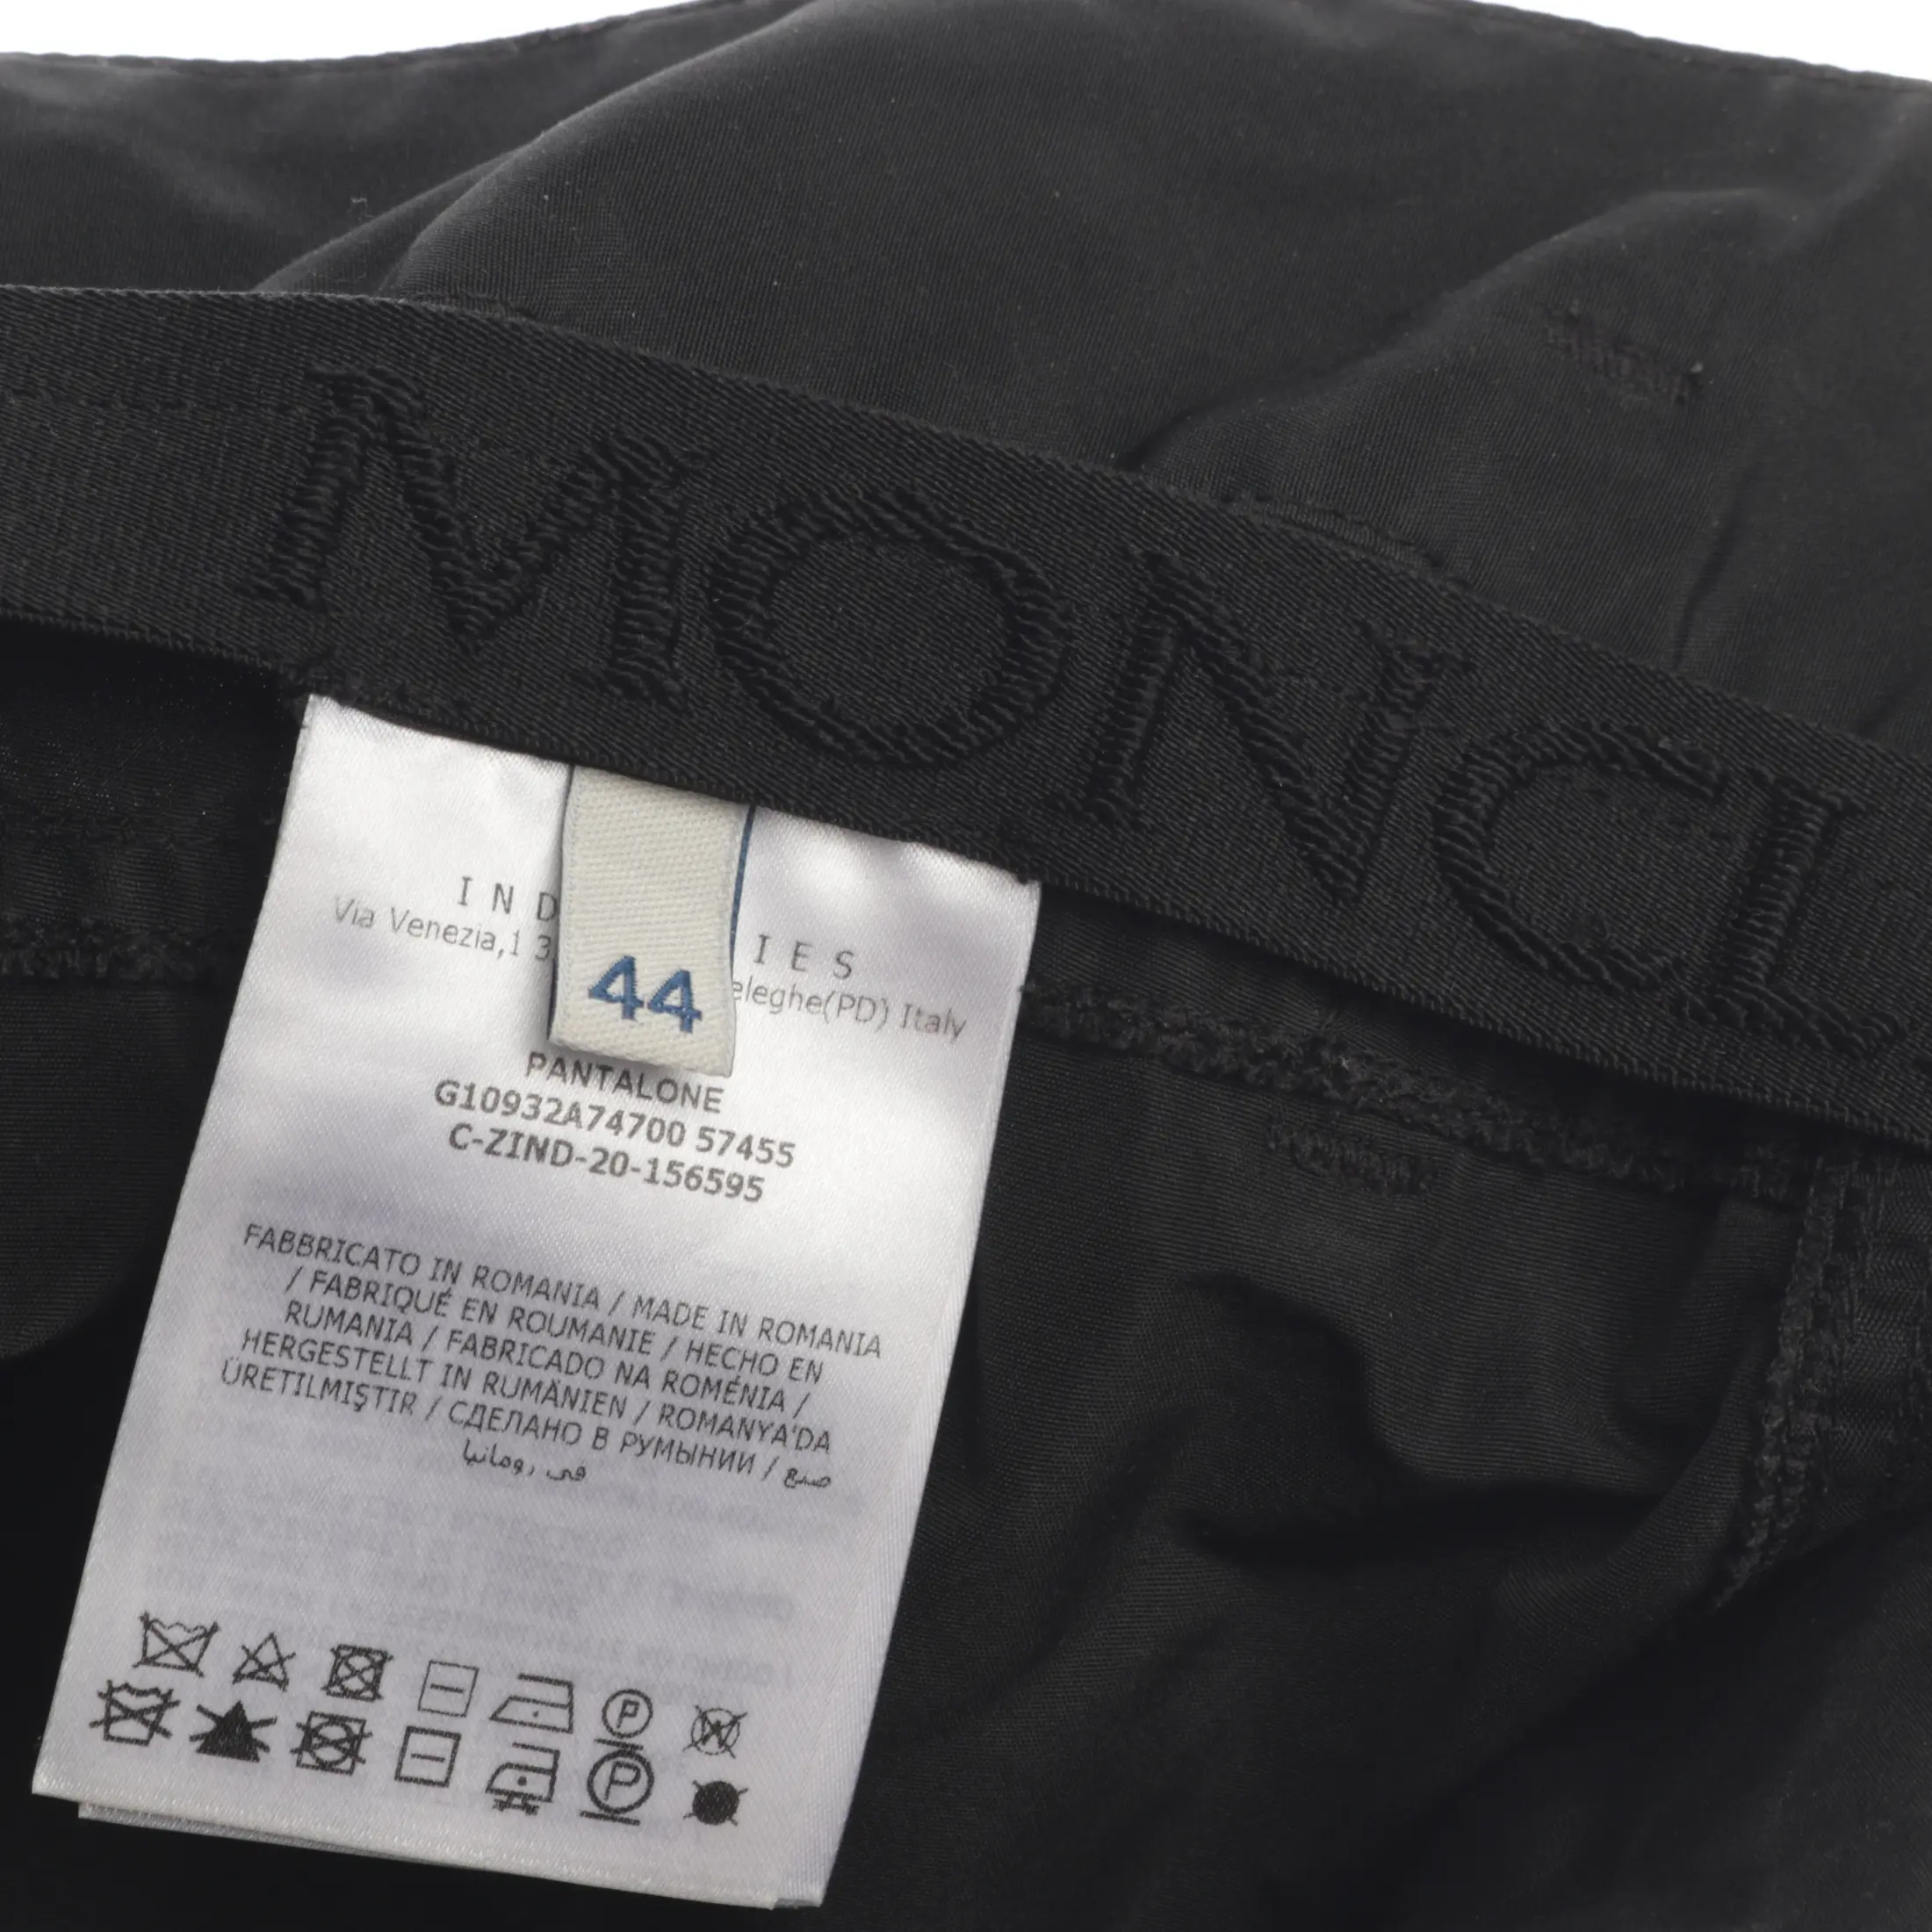 MONCL
IND IES
Via Venezia,1 3 eleghe(PD) Italy
44
PANTALONE
G10932A74700 57455
C-ZIND-20-156595
FABBRICATO IN ROMANIA / MADE IN ROMANIA
/ FABRIQUÉ EN ROUMANIE / HECHO EN
RUMANIA / FABRICADO NA ROMÉNIA /
HERGESTELLT IN RUMÄNIEN / ROMANYA'DA
ÜRETILMIŞTIR / СДЕЛАНО В РУМЫНИИ / صنع
في رومانيا
P W
P